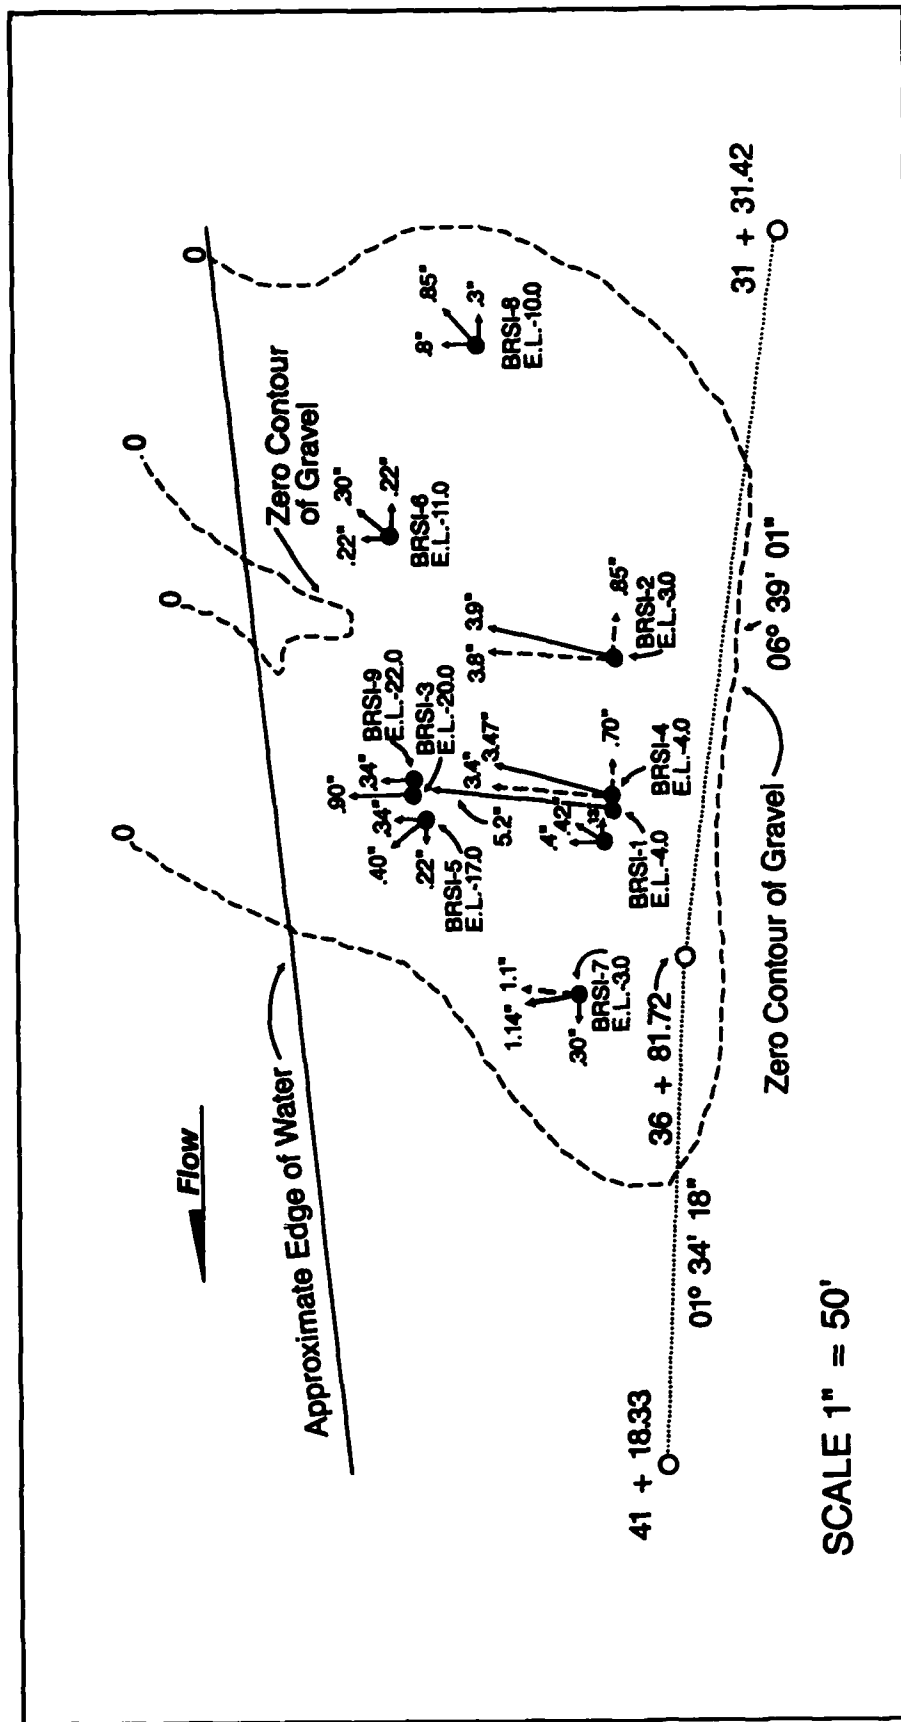 Flow
Approximate Edge of Water
0
0
0
0
Zero Contour
of Gravel
.8"
.85"
.3"
BRSI-8
E.L.-10.0
.22"
.30"
.22"
BRSI-6
E.L.-11.0
3.8"
3.9"
.85"
BRSI-2
E.L.-3.0
BRSI-9
E.L.-22.0
BRSI-3
E.L.-20.0
.90"
.34"
.34"
.40"
.22"
BRSI-5
E.L.-17.0
5.2"
3.4"
3.47"
.70"
BRSI-4
E.L.-4.0
.4"
.42"
BRSI-1
E.L.-4.0
1.14"
1.1"
.30"
BRSI-7
E.L.-3.0
41 + 18.33
01° 34' 18"
36 + 81.72
06° 39' 01"
31 + 31.42
Zero Contour of Gravel
SCALE 1" = 50'